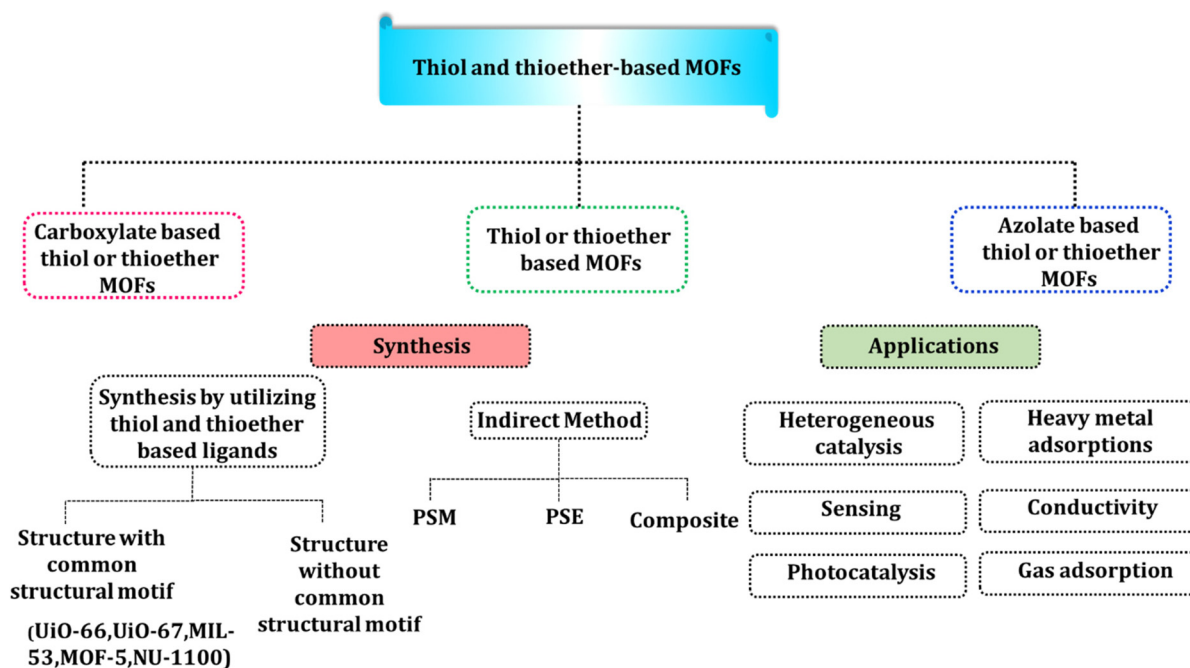 Thiol and thioether-based MOFs
Carboxylate based
thiol or thioether
MOFs
Thiol or thioether
based MOFs
Azolate based
thiol or thioether
MOFs
Synthesis
Applications
Synthesis by utilizing
thiol and thioether
based ligands
Structure with
common
structural motif
(UiO-66,UiO-67,MIL-
53,MOF-5,NU-1100)
Structure
without
common
structural motif
Indirect Method
PSM
PSE
Composite
Heterogeneous
catalysis
Heavy metal
adsorptions
Sensing
Conductivity
Photocatalysis
Gas adsorption